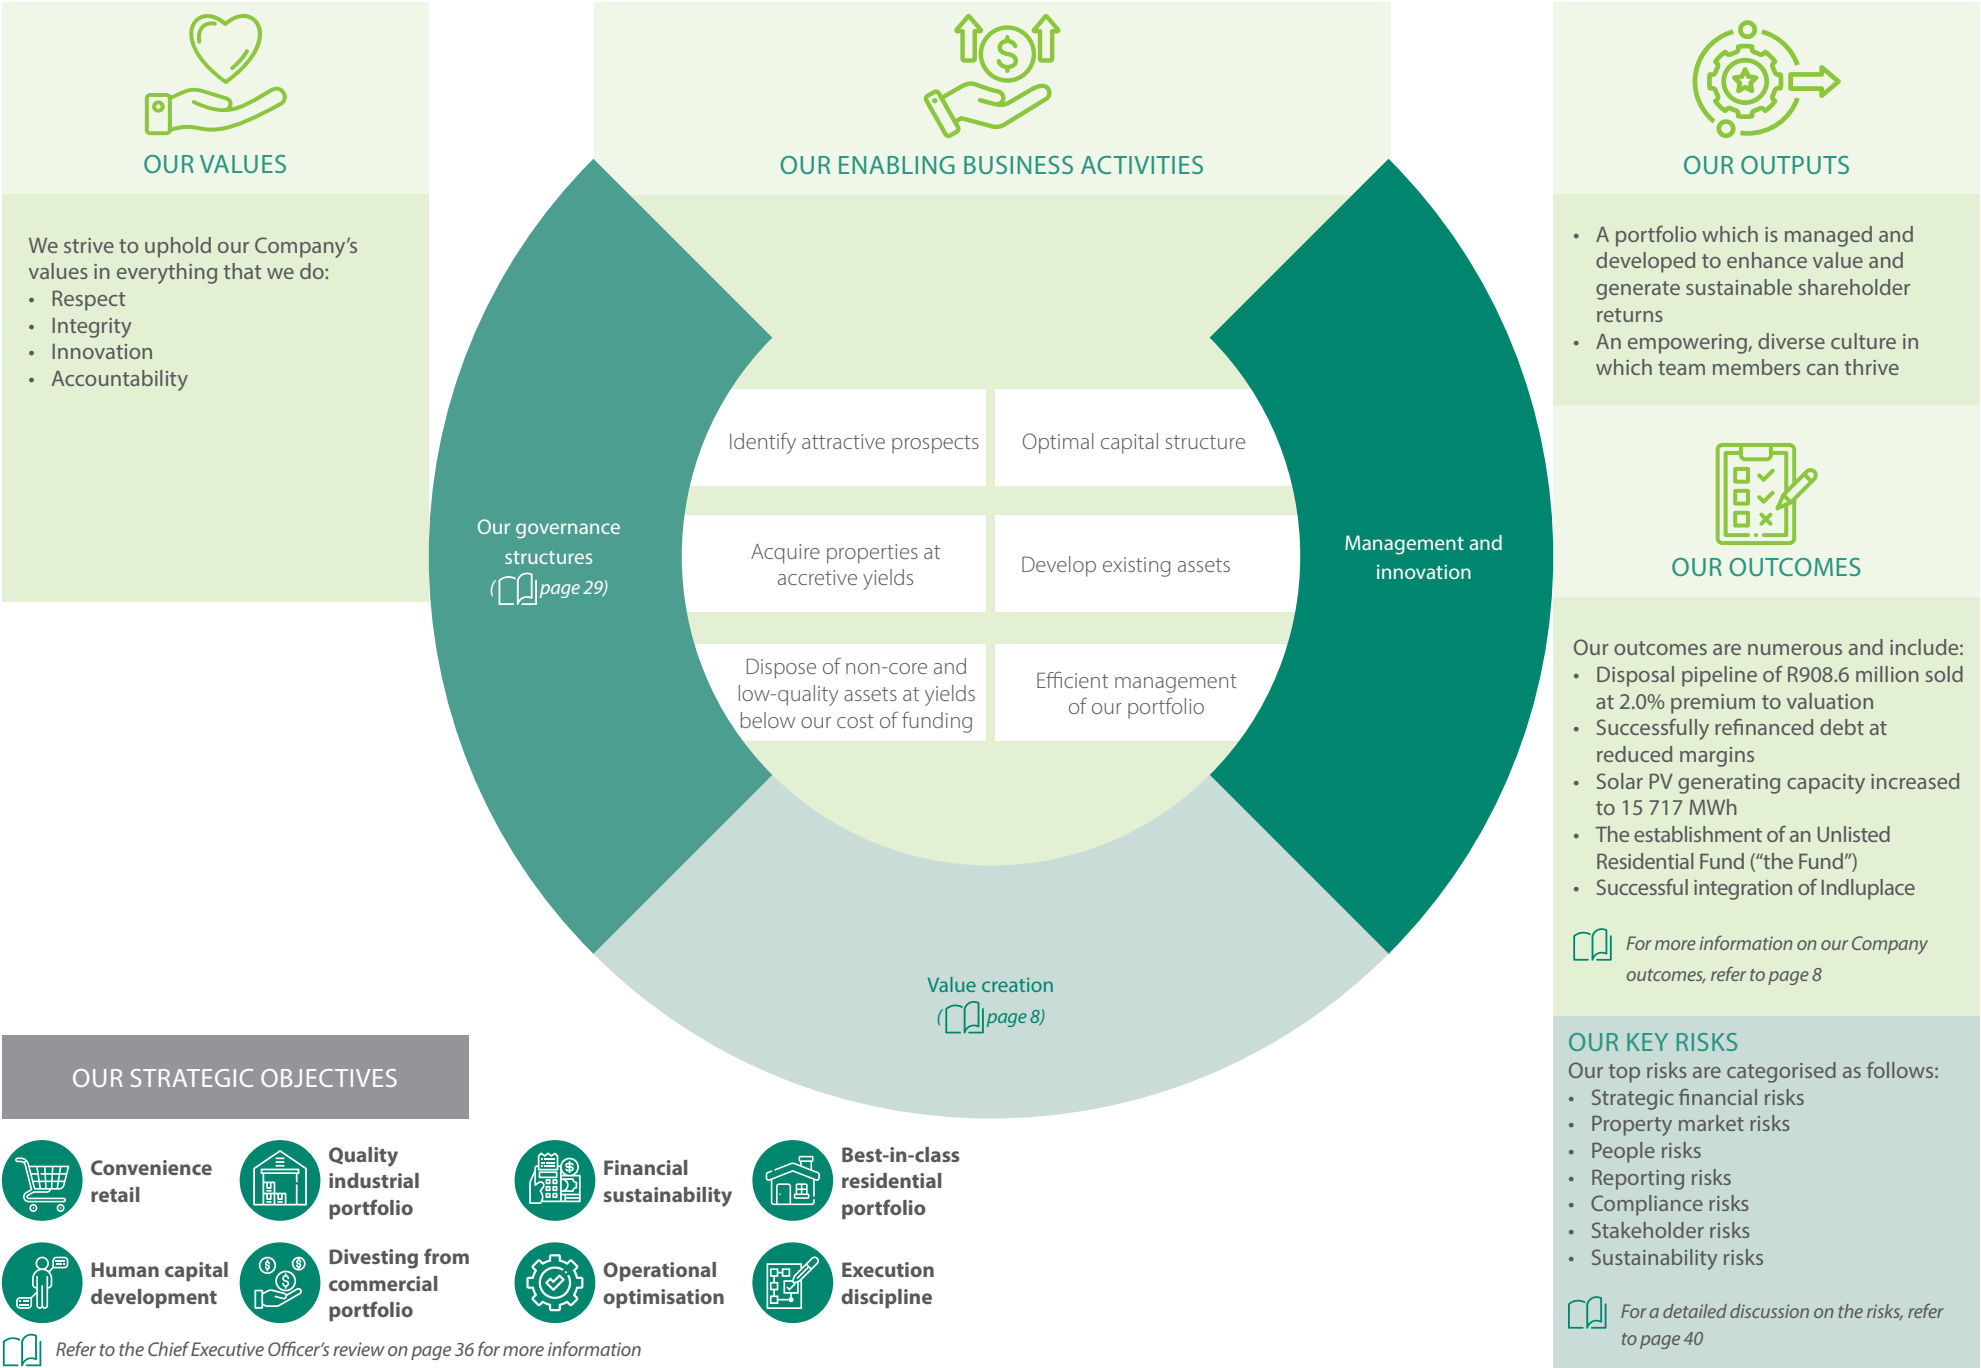 OUR VALUES
We strive to uphold our Company's
values in everything that we do:
• Respect
• Integrity
• Innovation
• Accountability
OUR ENABLING BUSINESS ACTIVITIES
Our governance
structures
(page 29)
Identify attractive prospects
Optimal capital structure
Acquire properties at
accretive yields
Develop existing assets
Dispose of non-core and
low-quality assets at yields
below our cost of funding
Efficient management
of our portfolio
Management and
innovation
Value creation
(page 8)
OUR OUTPUTS
• A portfolio which is managed and
developed to enhance value and
generate sustainable shareholder
returns
• An empowering, diverse culture in
which team members can thrive
OUR OUTCOMES
Our outcomes are numerous and include:
• Disposal pipeline of R908.6 million sold
at 2.0% premium to valuation
• Successfully refinanced debt at
reduced margins
• Solar PV generating capacity increased
to 15 717 MWh
• The establishment of an Unlisted
Residential Fund (“the Fund”)
• Successful integration of Indluplace
For more information on our Company
outcomes, refer to page 8
OUR KEY RISKS
Our top risks are categorised as follows:
• Strategic financial risks
• Property market risks
• People risks
• Reporting risks
• Compliance risks
• Stakeholder risks
• Sustainability risks
For a detailed discussion on the risks, refer
to page 40
OUR STRATEGIC OBJECTIVES
Convenience
retail
Quality
industrial
portfolio
Financial
sustainability
Best-in-class
residential
portfolio
Human capital
development
Divesting from
commercial
portfolio
Operational
optimisation
Execution
discipline
Refer to the Chief Executive Officer's review on page 36 for more information